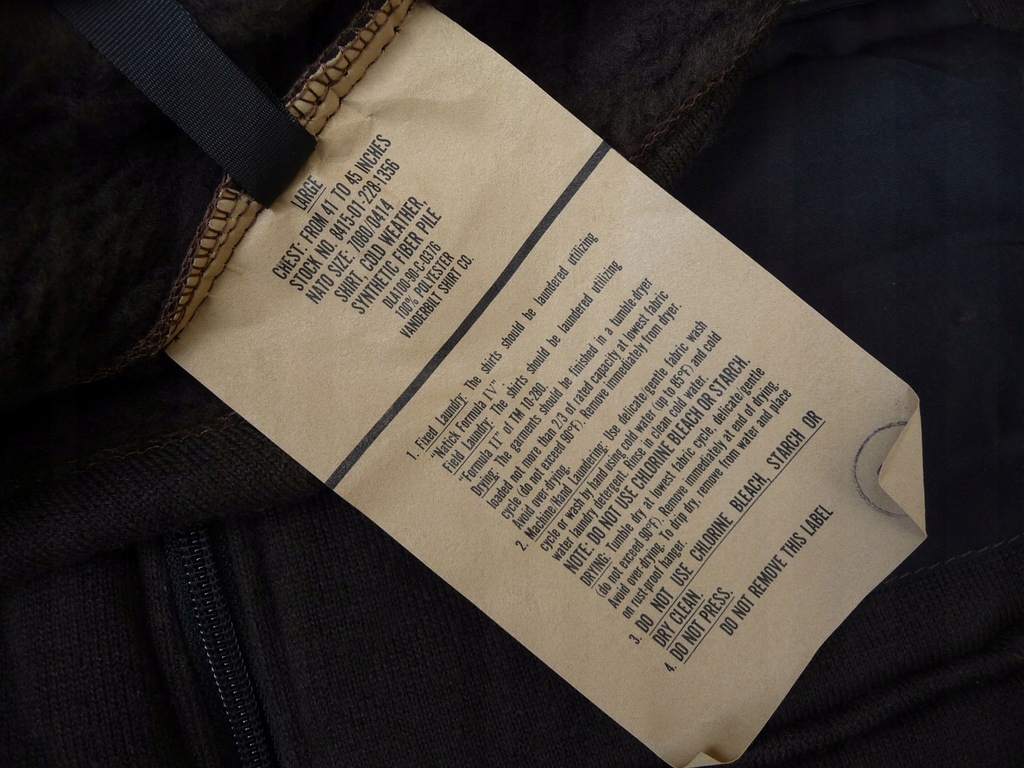 LARGE
CHEST: FROM 41 TO 45 INCHES
STOCK NO. 8415-01-228-1356
NATO SIZE: 7080/0414
SHIRT, COLD WEATHER,
SYNTHETIC FIBER PILE
DLA100-90-C-0376
100% POLYESTER
VANDERBILT SHIRT CO.
1. Fixed Laundry: The shirts should be laundered utilizing
"Natick Formula IV"
Field Laundry: The shirts should be laundered utilizing
"Formula II" of TM 10-280.
Drying: The garments should be finished in a tumble-dryer
loaded not more than 2/3 of rated capacity at lowest fabric
cycle (do not exceed 90°F). Remove immediately from dryer.
Avoid over-drying.
2. Machine/Hand Laundering: Use delicate/gentle fabric wash
cycle or wash by hand using cold water (up to 85°F) and cold
water laundry detergent. Rinse in clean cold water.
NOTE: DO NOT USE CHLORINE BLEACH OR STARCH.
DRYING: Tumble dry at lowest fabric cycle, delicate/gentle
(do not exceed 90°F). Remove immediately at end of drying.
Avoid over-drying. To drip dry, remove from water and place
on rust-proof hanger.
3. DO NOT USE CHLORINE BLEACH, STARCH OR
DRY CLEAN.
4. DO NOT PRESS.
DO NOT REMOVE THIS LABEL